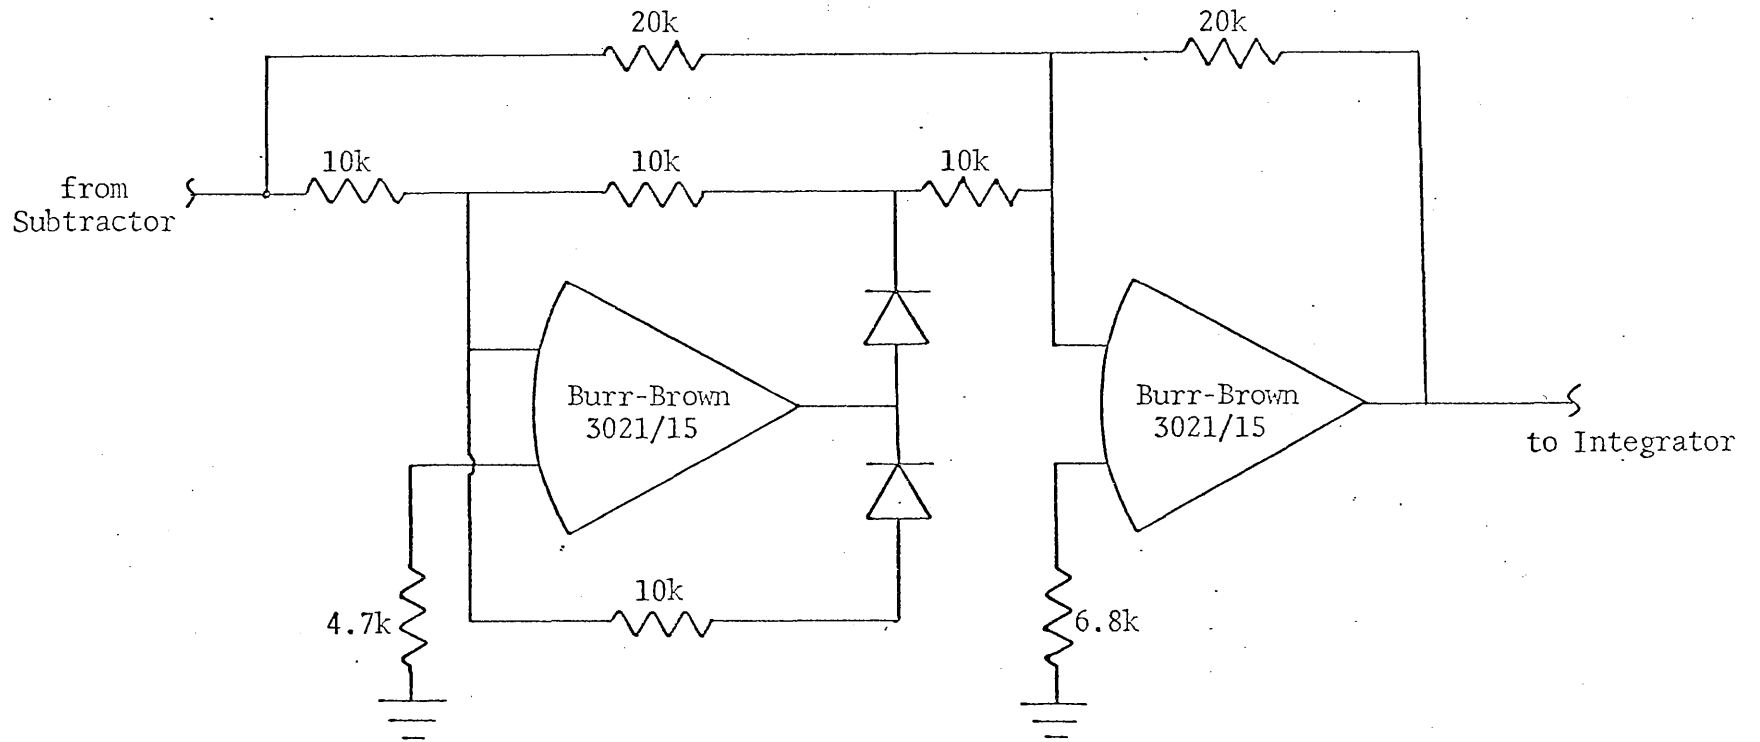 20k
20k
10k
10k
10k
from
Subtractor
Burr-Brown
3021/15
Burr-Brown
3021/15
to Integrator
10k
4.7k
6.8k